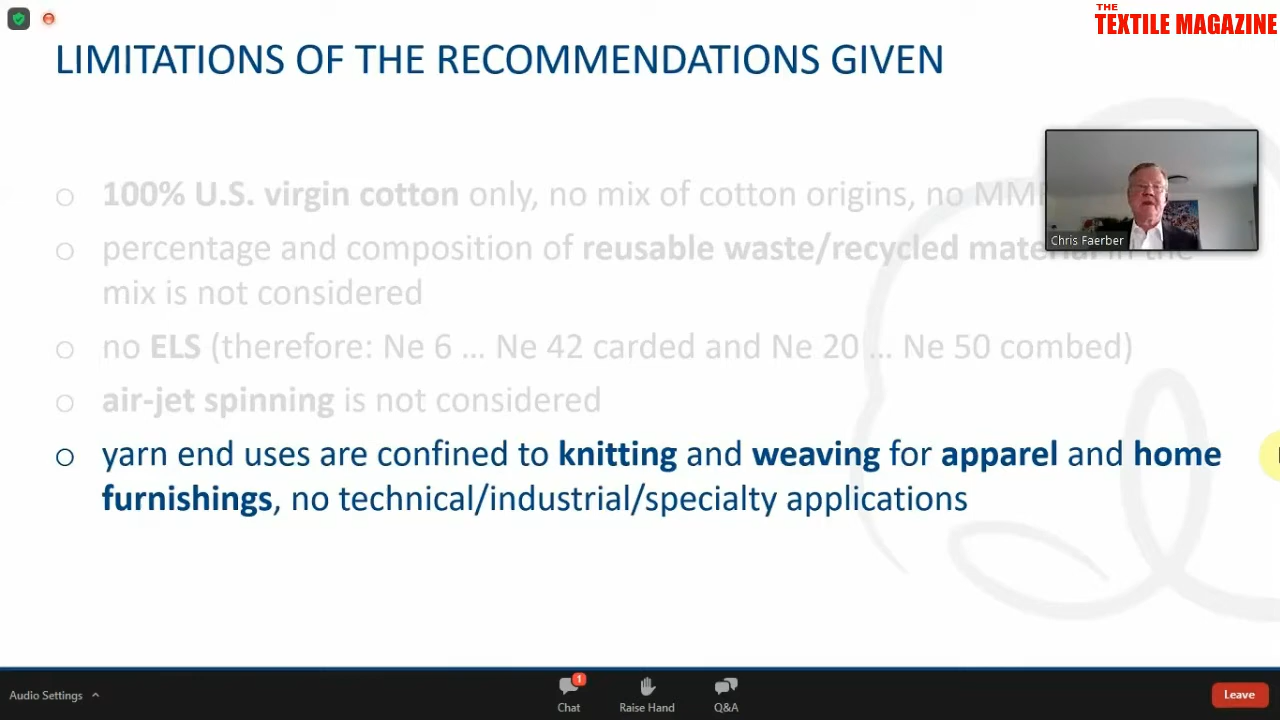 THE
TEXTILE MAGAZINE
LIMITATIONS OF THE RECOMMENDATIONS GIVEN
o 100% U.S. virgin cotton only, no mix of cotton origins, no
o percentage and composition of reusable waste/recycled in the
mix is not considered
o no ELS (therefore: Ne 6 ... Ne 42 carded and Ne 20 ... Ne 50 combed)
o air-jet spinning is not considered
o yarn end uses are confined to knitting and weaving for apparel and home
furnishings, no technical/industrial/specialty applications
Chris Faerber
Audio Settings
1
Chat
Raise Hand
Q&A
Leave